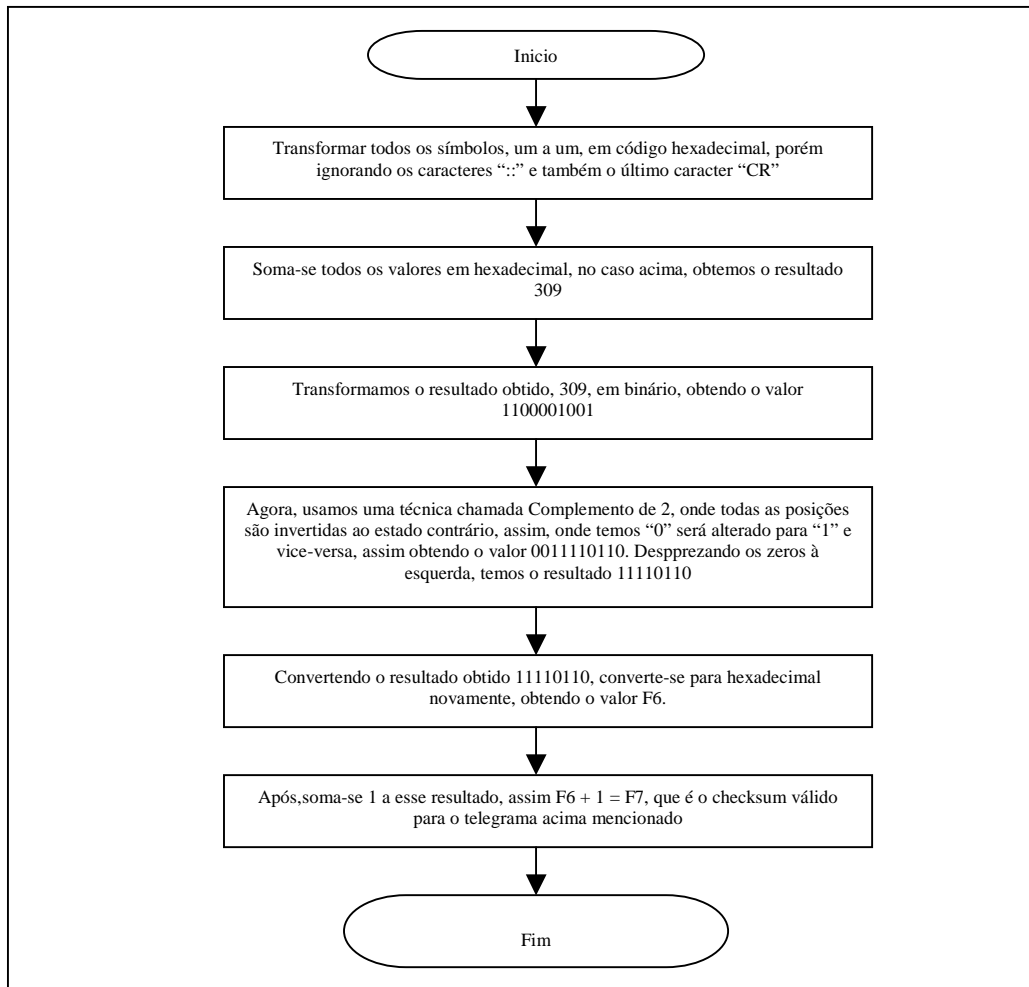 Inicio
Transformar todos os símbolos, um a um, em código hexadecimal, porém
ignorando os caracteres “::” e também o último caracter “CR”
Soma-se todos os valores em hexadecimal, no caso acima, obtemos o resultado
309
Transformamos o resultado obtido, 309, em binário, obtendo o valor
1100001001
Agora, usamos uma técnica chamada Complemento de 2, onde todas as posições
são invertidas ao estado contrário, assim, onde temos “0” será alterado para “1” e
vice-versa, assim obtendo o valor 0011110110. Despprezando os zeros à
esquerda, temos o resultado 11110110
Convertendo o resultado obtido 11110110, converte-se para hexadecimal
novamente, obtendo o valor F6.
Após,soma-se 1 a esse resultado, assim F6 + 1 = F7, que é o checksum válido
para o telegrama acima mencionado
Fim